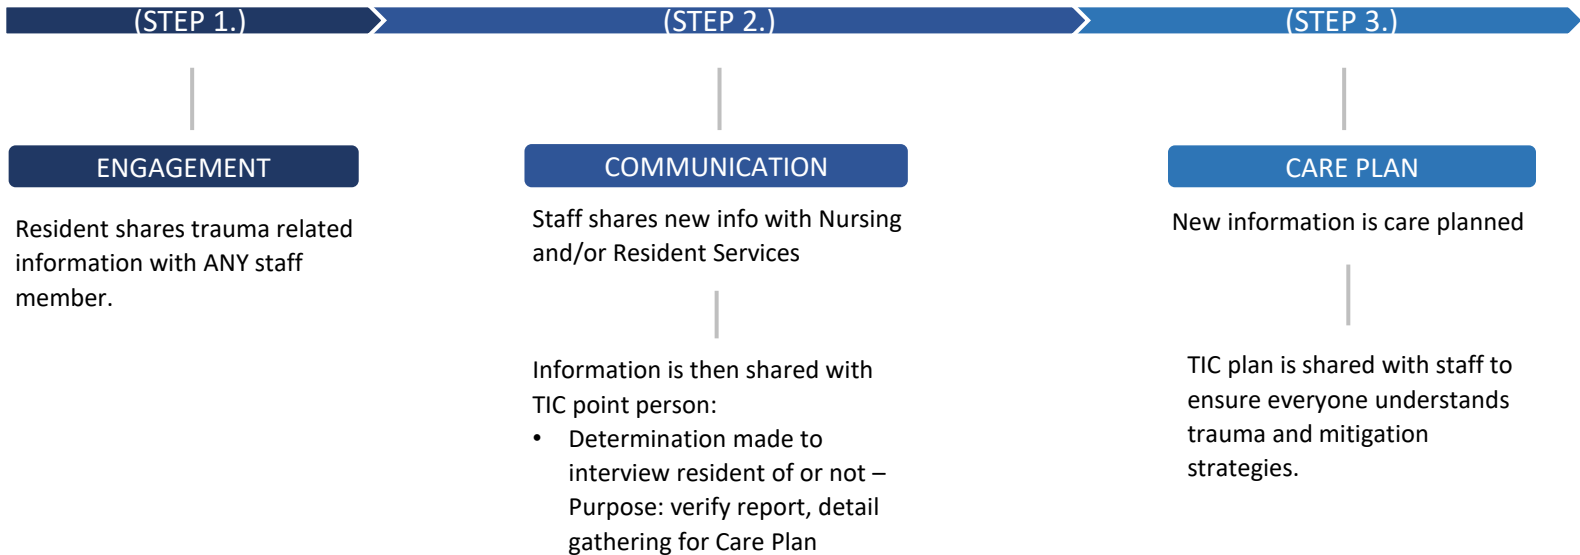 (STEP 1.)
(STEP 2.)
(STEP 3.)
ENGAGEMENT
Resident shares trauma related
information with ANY staff
member.
COMMUNICATION
Staff shares new info with Nursing
and/or Resident Services
Information is then shared with
TIC point person:
• Determination made to
interview resident of or not –
Purpose: verify report, detail
gathering for Care Plan
CARE PLAN
New information is care planned
TIC plan is shared with staff to
ensure everyone understands
trauma and mitigation
strategies.